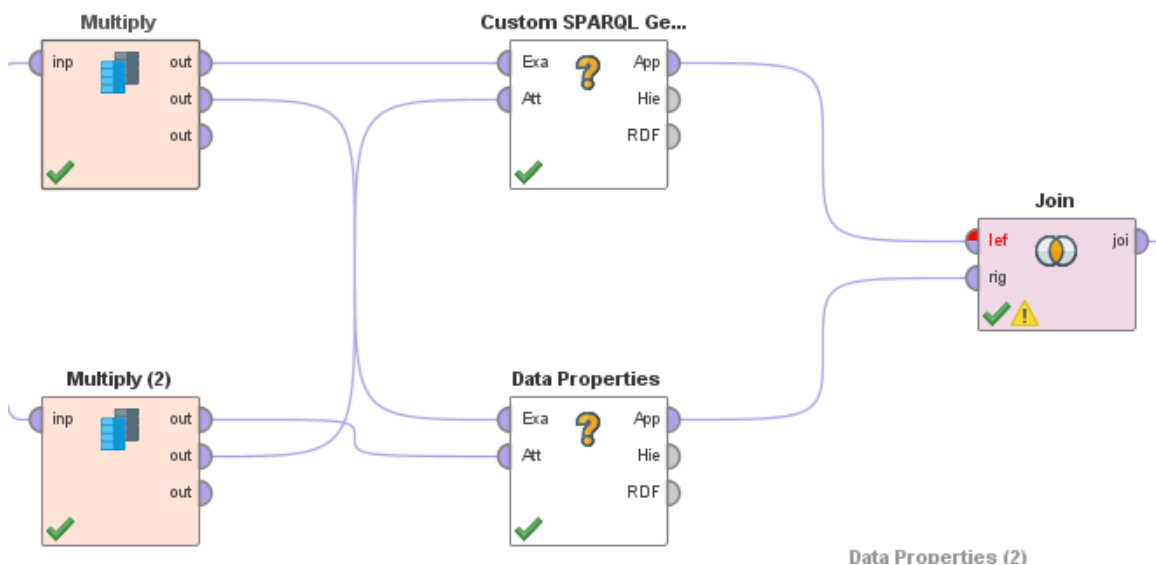 Multiply
inp
out
out
out
Custom SPARQL Ge...
Exa
App
Att
Hie
RDF
Join
lef
joi
rig
Multiply (2)
inp
out
out
out
Data Properties
Exa
App
Att
Hie
RDF
Data Properties (2)